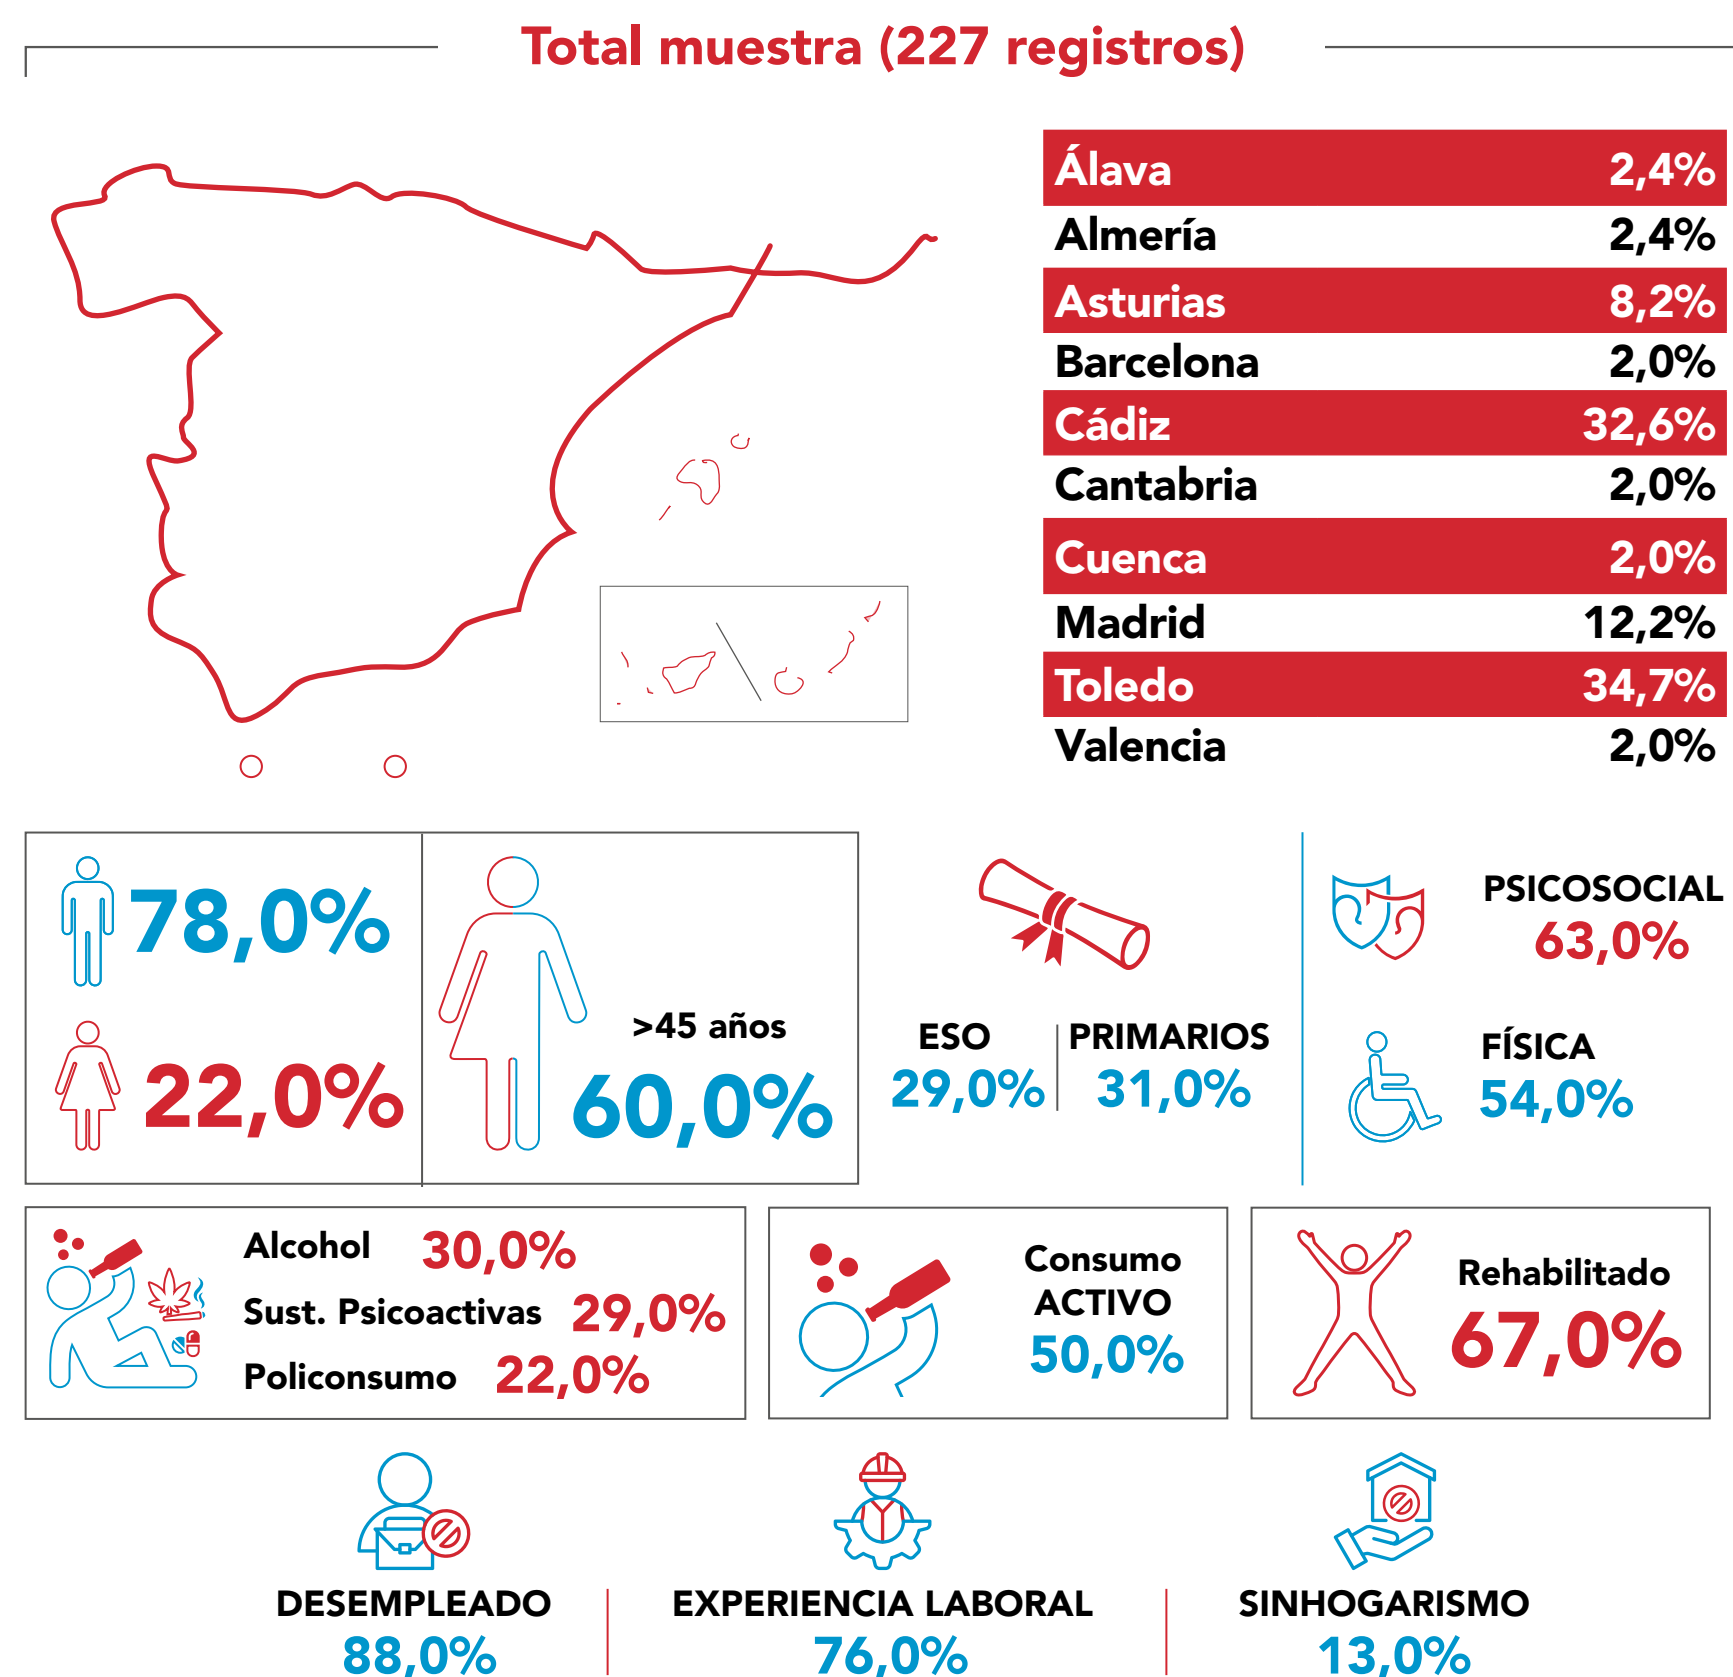 Total muestra (227 registros)
Álava 2,4%
Almería 2,4%
Asturias 8,2%
Barcelona 2,0%
Cádiz 32,6%
Cantabria 2,0%
Cuenca 2,0%
Madrid 12,2%
Toledo 34,7%
Valencia 2,0%
78,0%
22,0%
>45 años
60,0%
ESO
29,0%
PRIMARIOS
31,0%
PSICOSOCIAL
63,0%
FÍSICA
54,0%
Alcohol 30,0%
Sust. Psicoactivas 29,0%
Policonsumo 22,0%
Consumo
ACTIVO
50,0%
Rehabilitado
67,0%
DESEMPLEADO
88,0%
EXPERIENCIA LABORAL
76,0%
SINHOGARISMO
13,0%